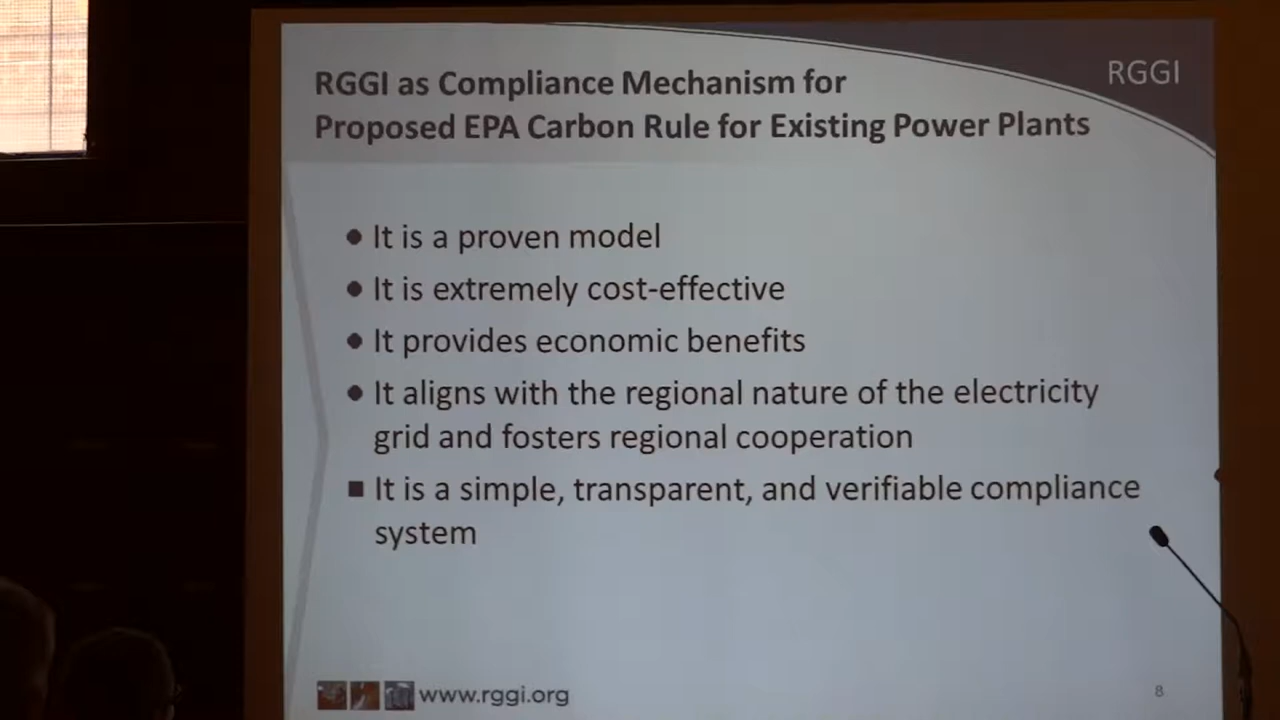 RGGI
RGGI as Compliance Mechanism for
Proposed EPA Carbon Rule for Existing Power Plants
● It is a proven model
● It is extremely cost-effective
● It provides economic benefits
● It aligns with the regional nature of the electricity
grid and fosters regional cooperation
■ It is a simple, transparent, and verifiable compliance
system
www.rggi.org
8